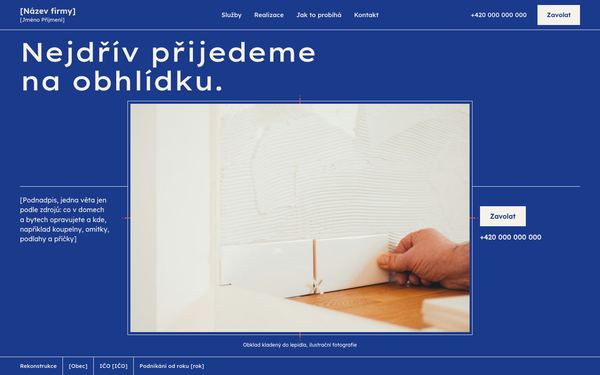 [Název firmy]
[Jméno Příjmení]
Služby
Realizace
Jak to probíhá
Kontakt
+420 000 000 000
Zavolat
Nejdřív přijedeme
na obhlídku.
[Podnadpis, jedna věta jen
podle zdrojů: co v domech
a bytech opravujete a kde,
například koupelny, omítky,
podlahy a příčky]
Zavolat
+420 000 000 000
Obklad kladený do lepidla, ilustrační fotografie
Rekonstrukce
[Obec]
IČO [IČO]
Podnikání od roku [rok]